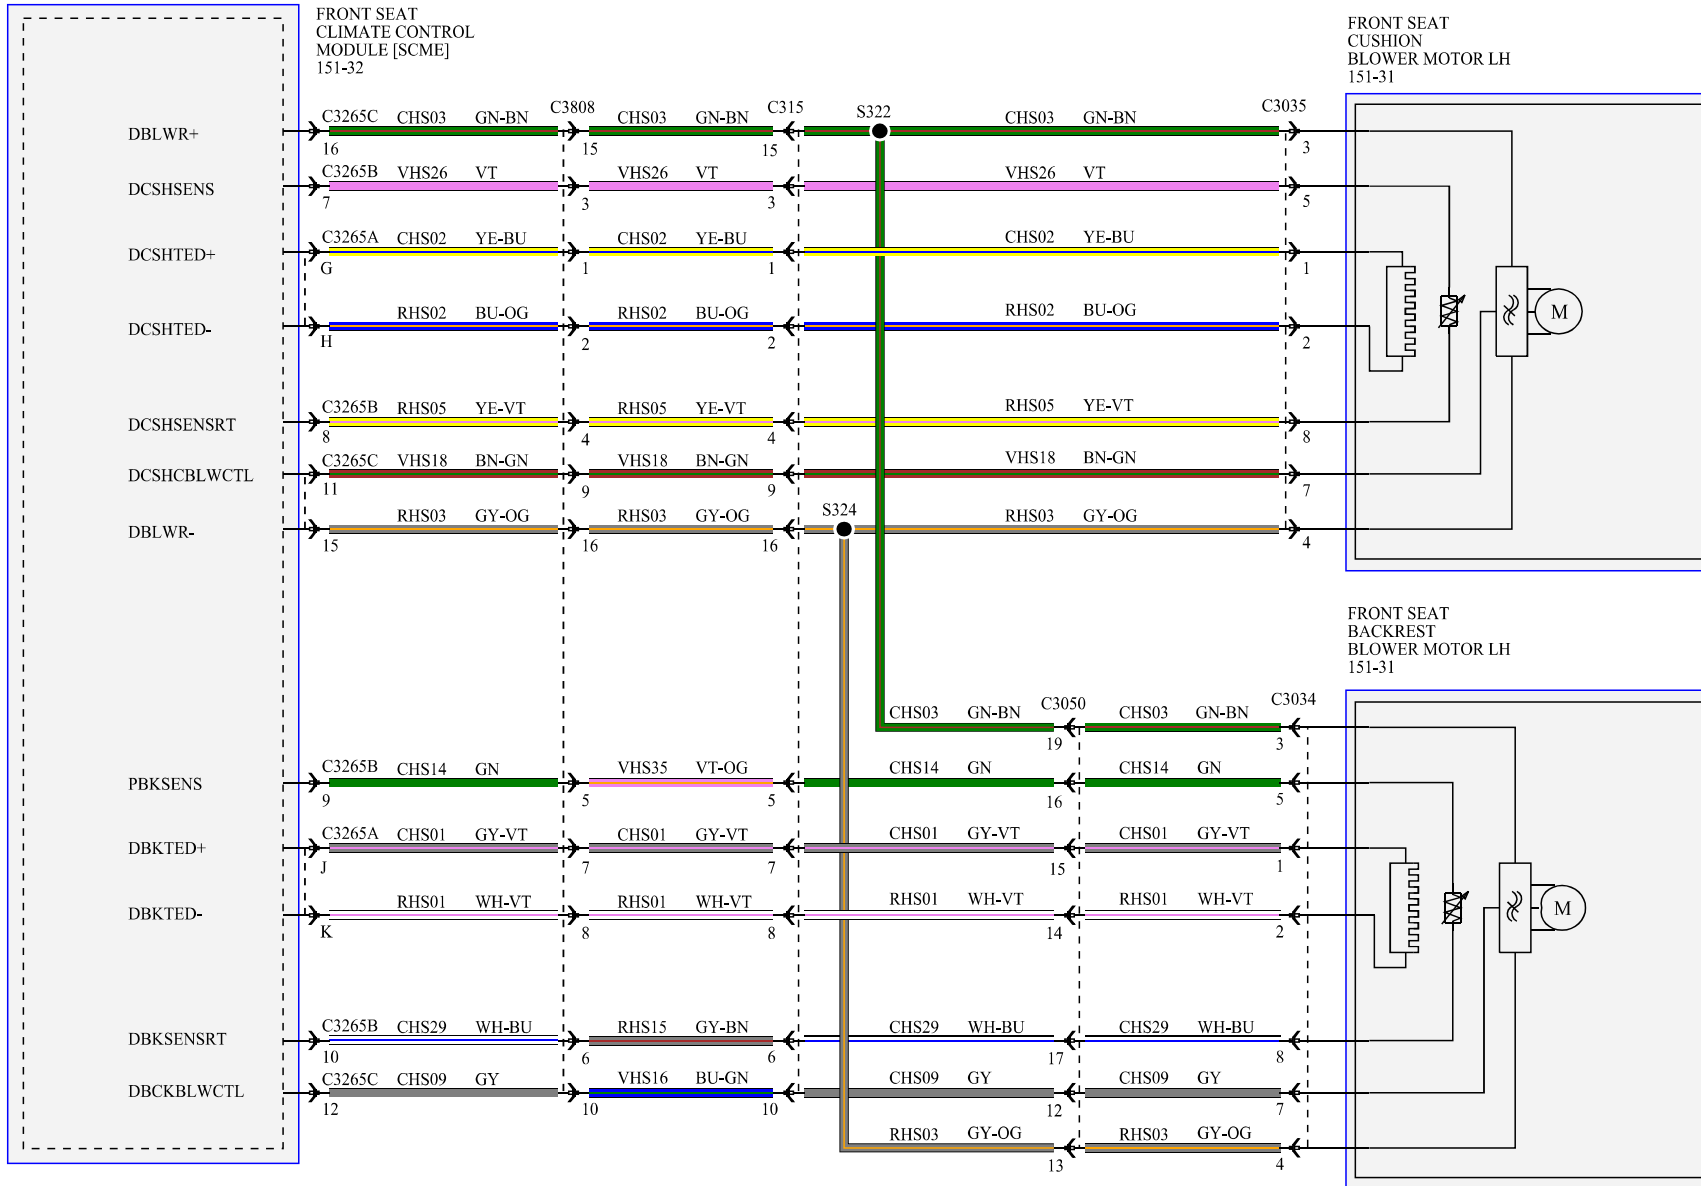 FRONT SEAT
CLIMATE CONTROL
MODULE [SCME]
151-32
FRONT SEAT
CUSHION
BLOWER MOTOR LH
151-31
DBLWR+ C3265C CHS03 GN-BN C3808 CHS03 GN-BN C315 S322 CHS03 GN-BN C3035
16 15 15 3
DCSHSENS C3265B VHS26 VT VHS26 VT VHS26 VT
7 3 3 5
DCSHTED+ C3265A CHS02 YE-BU CHS02 YE-BU CHS02 YE-BU
G 1 1 1
DCSHTED- RHS02 BU-OG RHS02 BU-OG RHS02 BU-OG
H 2 2 2
M
DCSHSENSRT C3265B RHS05 YE-VT RHS05 YE-VT RHS05 YE-VT
8 4 4 8
DCSHCBLWCTL C3265C VHS18 BN-GN VHS18 BN-GN VHS18 BN-GN
11 9 9 7
DBLWR- RHS03 GY-OG RHS03 GY-OG S324 RHS03 GY-OG
15 16 16 4
FRONT SEAT
BACKREST
BLOWER MOTOR LH
151-31
CHS03 GN-BN C3050 CHS03 GN-BN C3034
19 3
PBKSENS C3265B CHS14 GN VHS35 VT-OG CHS14 GN CHS14 GN
9 5 5 16 5
DBKTED+ C3265A CHS01 GY-VT CHS01 GY-VT CHS01 GY-VT CHS01 GY-VT
J 7 7 15 1
DBKTED- RHS01 WH-VT RHS01 WH-VT RHS01 WH-VT RHS01 WH-VT
K 8 8 14 2
M
DBKSENSRT C3265B CHS29 WH-BU RHS15 GY-BN CHS29 WH-BU CHS29 WH-BU
10 6 6 17 8
DBCKBLWCTL C3265C CHS09 GY VHS16 BU-GN CHS09 GY CHS09 GY
12 10 10 12 7
RHS03 GY-OG RHS03 GY-OG
13 4